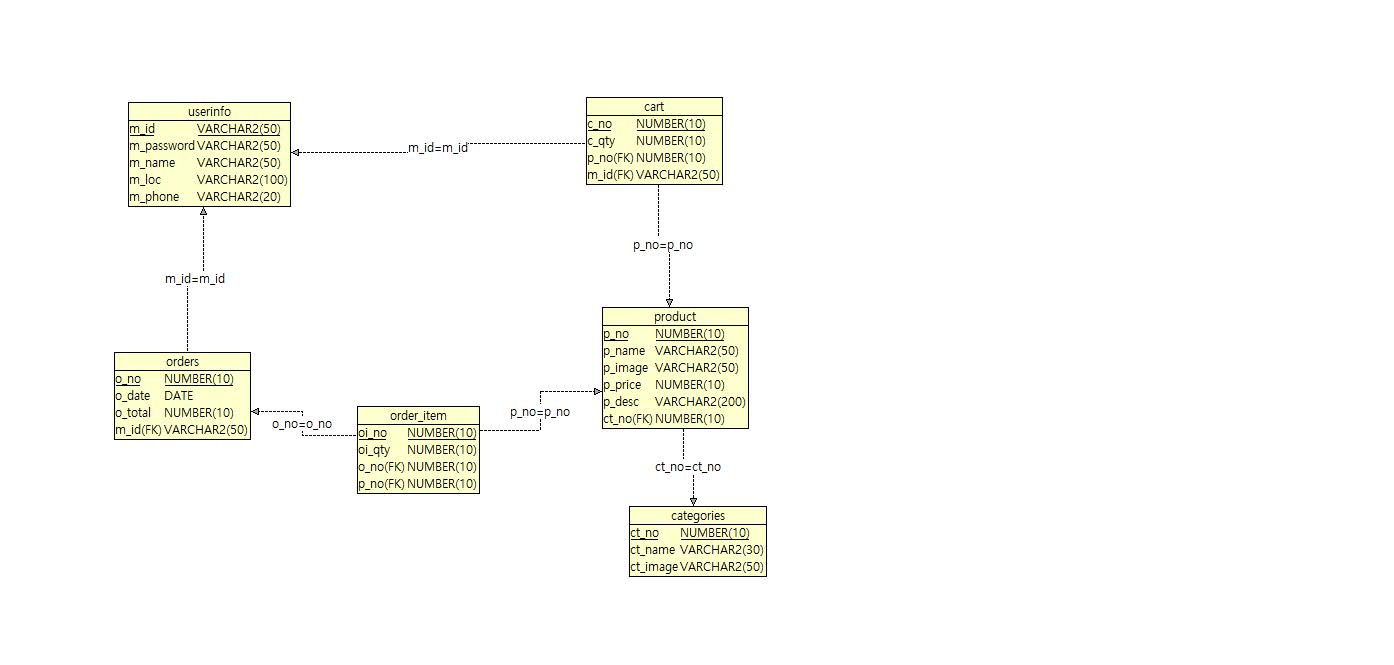 userinfo
m_id VARCHAR2(50)
m_password VARCHAR2(50)
m_name VARCHAR2(50)
m_loc VARCHAR2(100)
m_phone VARCHAR2(20)
m_id=m_id
cart
c_no NUMBER(10)
c_qty NUMBER(10)
p_no(FK) NUMBER(10)
m_id(FK) VARCHAR2(50)
m_id=m_id
p_no=p_no
orders
o_no NUMBER(10)
o_date DATE
o_total NUMBER(10)
m_id(FK) VARCHAR2(50)
o_no=o_no
order_item
oi_no NUMBER(10)
oi_qty NUMBER(10)
o_no(FK) NUMBER(10)
p_no(FK) NUMBER(10)
p_no=p_no
product
p_no NUMBER(10)
p_name VARCHAR2(50)
p_image VARCHAR2(50)
p_price NUMBER(10)
p_desc VARCHAR2(200)
ct_no(FK) NUMBER(10)
ct_no=ct_no
categories
ct_no NUMBER(10)
ct_name VARCHAR2(30)
ct_image VARCHAR2(50)